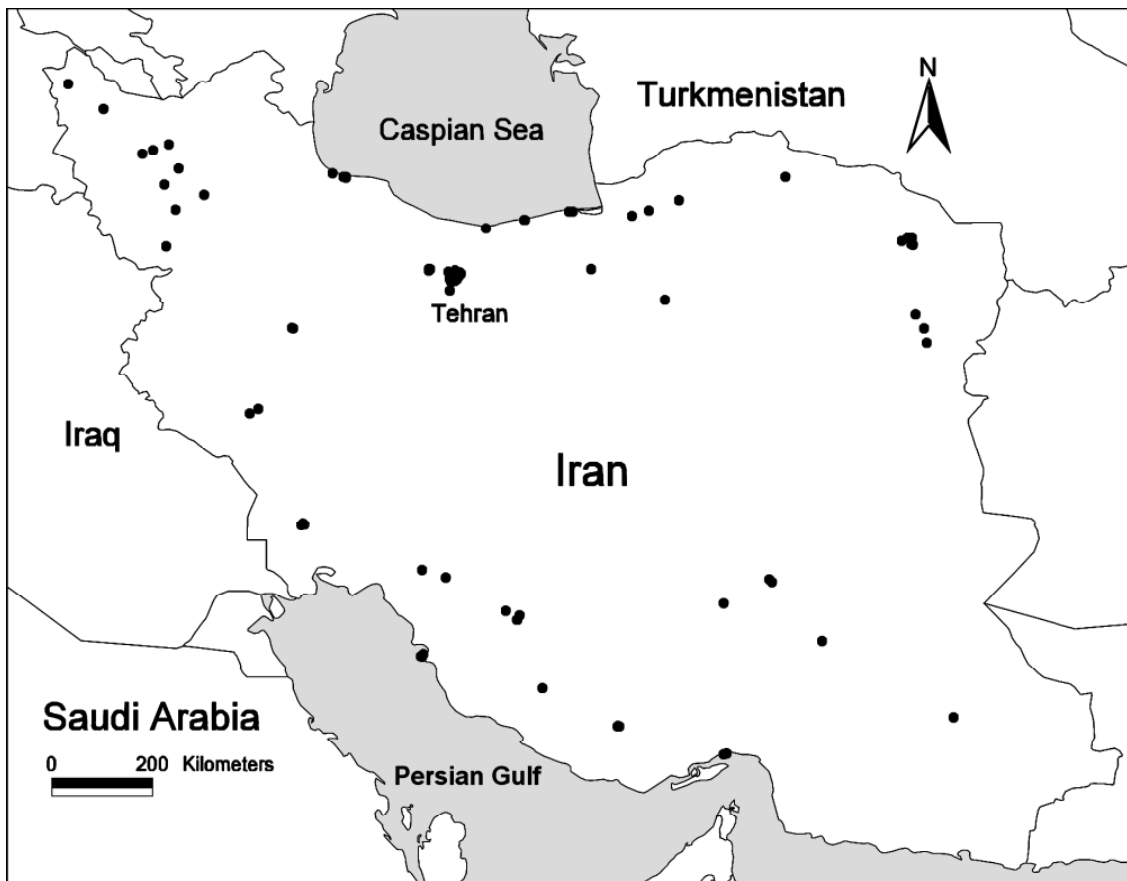 N
Turkmenistan
Caspian Sea
Tehran
Iraq
Iran
Saudi Arabia
0 200 Kilometers
Persian Gulf